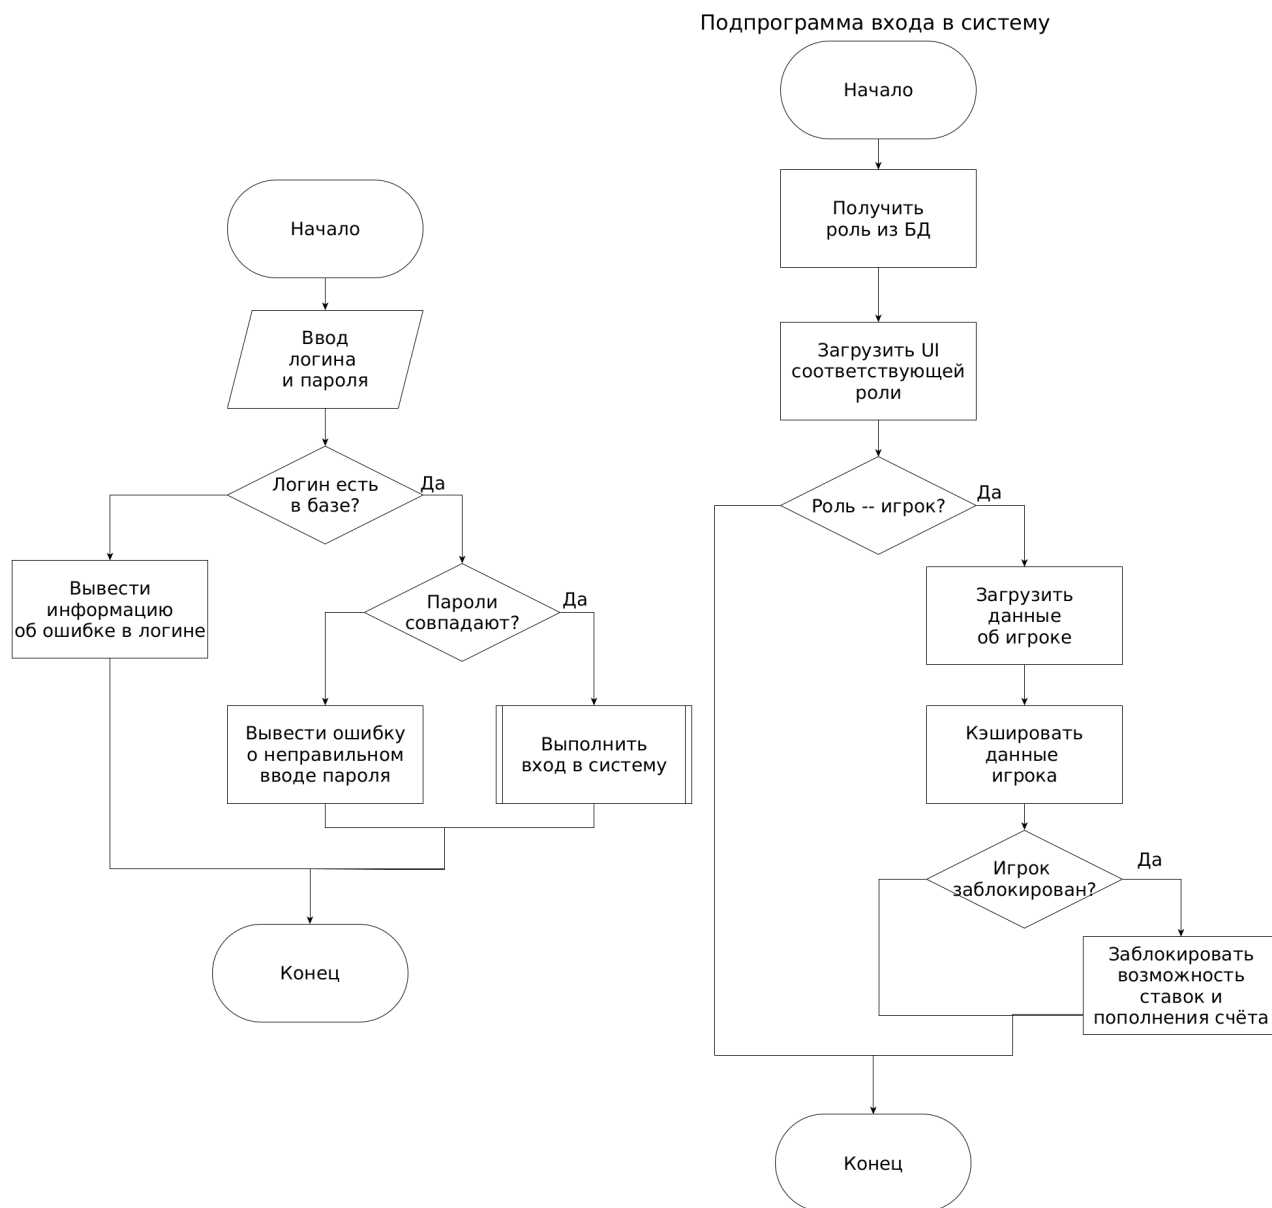 Подпрограмма входа в систему
Начало
Получить
роль из БД
Загрузить UI
соответствующей
роли
Роль -- игрок?
Да
Загрузить
данные
об игроке
Кэшировать
данные
игрока
Игрок
заблокирован?
Да
Заблокировать
возможность
ставок и
пополнения счёта
Конец
Начало
Ввод
логина
и пароля
Логин есть
в базе?
Да
Вывести
информацию
об ошибке в логине
Пароли
совпадают?
Да
Вывести ошибку
о неправильном
вводе пароля
Выполнить
вход в систему
Конец